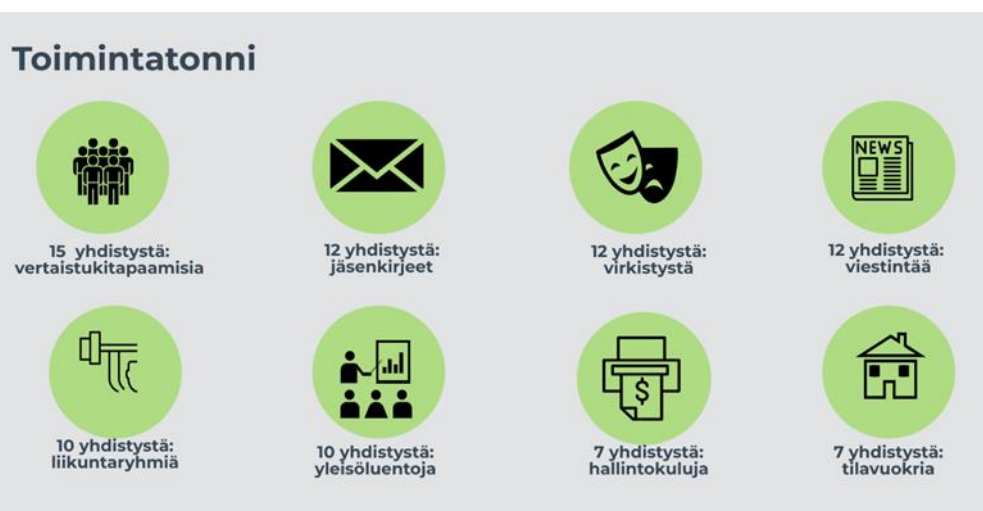 Toimintatonni
NEWS
15 yhdistystä:
vertaistukitapaamisia
12 yhdistystä:
jäsenkirjeet
12 yhdistystä:
virkistystä
12 yhdistystä:
viestintää
$
10 yhdistystä:
liikuntaryhmiä
10 yhdistystä:
yleisöluentoja
7 yhdistystä:
hallintokuluja
7 yhdistystä:
tilavuokria